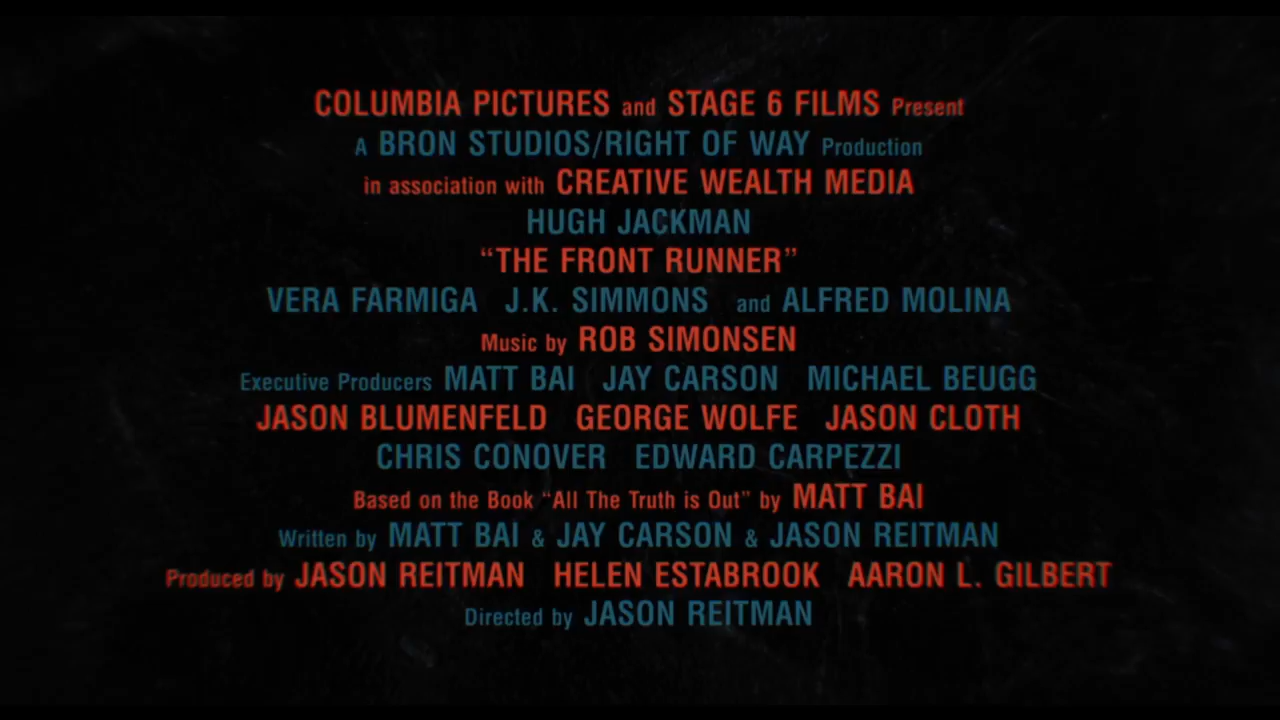 COLUMBIA PICTURES and STAGE 6 FILMS Present
A BRON STUDIOS/RIGHT OF WAY Production
in association with CREATIVE WEALTH MEDIA
HUGH JACKMAN
“THE FRONT RUNNER”
VERA FARMIGA J.K. SIMMONS and ALFRED MOLINA
Music by ROB SIMONSEN
Executive Producers MATT BAI JAY CARSON MICHAEL BEUGG
JASON BLUMENFELD GEORGE WOLFE JASON CLOTH
CHRIS CONOVER EDWARD CARPEZZI
Based on the Book “All The Truth is Out” by MATT BAI
Written by MATT BAI & JAY CARSON & JASON REITMAN
Produced by JASON REITMAN HELEN ESTABROOK AARON L. GILBERT
Directed by JASON REITMAN